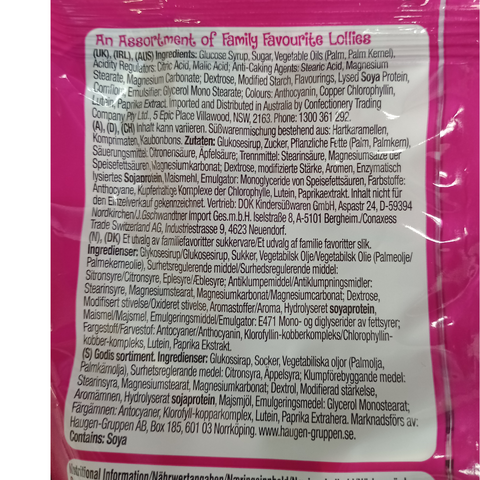 An Assortment of Family Favourite Lollies
(UK), (IRL), (AUS) Ingredients: Glucose Syrup, Sugar, Vegetable Oils (Palm, Palm Kernel),
Acidity Regulators: Citric Acid, Malic Acid, Anti-Caking Agents: Stearic Acid, Magnesium
Stearate, Magnesium Carbonate; Dextrose, Modified Starch, Flavourings, Lysed Soya Protein,
Cornflour, Emulsifier: Glycerol Mono Stearate; Colours: Anthocyanin, Copper Chlorophyllin,
Lutein, Paprika Extract. Imported and Distributed in Australia by Confectionery Trading
Company Pty Ltd., 5 Epic Place Villawood, NSW, 2163. Phone: 1300 361 292.
(A), (D), (CH) Inhalt kann variieren. Süßwarenmischung bestehend aus: Hartkaramellen,
Komprimaten, Kaubonbons. Zutaten: Glukosesirup, Zucker, Pflanzliche Fette (Palm, Palmkern),
Säuerungsmittel: Citronensäure, Äpfelsäure; Trennmittel: Stearinsäure, Magnesiumsalze der
Speisefettsäuren, Magnesiumkarbonat; Dextrose, modifizierte Stärke, Aromen, Enzymatisch
lysiertes Sojaprotein, Maismehl, Emulgator: Monoglyceride von Speisefettsäuren, Farbstoffe:
Anthocyane, Kupferhaltige Komplexe der Chlorophylle, Lutein, Paprikaextrakt. Inhalt nicht für
den Einzelverkauf gekennzeichnet. Vertrieb: DOK Kindersüßwaren GmbH, Aspastr 24, D-59394
Nordkirchen/J.Gschwandtner Import Ges.m.b.H. Iselstraße 8, A-5101 Bergheim./Conaxess
Trade Switzerland AG, Industriestrasse 9, 4623 Neuendorf.
(N), (DK) Et utvalg av familiefavoritter sukkervare/Et udvalg af familie favoritter slik.
Ingredienser: Glykosesirup/Glukosesirup, Sukker, Vegetabilsk Olje/Vegetabilsk Olie (Palmeolje/
Palmekerneolie), Surhetsregulerende middel/Surhedsregulerende middel:
Sitronsyre/Citronsyre, Eplesyre/Æblesyre; Antiklumpemiddel/Antiklumpningsmidler:
Stearinsyre, Magnesiumstearat, Magnesiumkarbonat/Magnesiumcarbonat; Dextrose,
Modifisert stivelse/Oxideret stivelse, Aromastoffer/Aroma, Hydrolyseret soyaprotein,
Maismel/Majsmel, Emulgeringsmiddel/Emulgator: E471 Mono- og diglyserider av fettsyrer;
Fargestoff/Farvestof: Antocyaner/Anthocyanin, Klorofyllin-kobberkompleks/Chlorophyllin-
kobber-kompleks, Lutein, Paprika Ekstrakt.
(S) Godis sortiment. Ingredienser: Glukossirap, Socker, Vegetabiliska oljor (Palmolja,
Palmkärnolja), Surhetsreglerande medel: Citronsyra, Äppelsyra; Klumpförebyggande medel:
Stearinsyra, Magnesiumstearat, Magnesiumkarbonat; Dextrol, Modifierad stärkelse,
Aromämnen, Hydrolyserat sojaprotein, Majsmjöl, Emulgeringsmedel: Glycerol Monostearat;
Färgämnen: Antocyaner, Klorofyll-kopparkomplex, Lutein, Paprika Extrahera. Marknadsförs av:
Haugen-Gruppen AB, Box 185, 601 03 Norrköping. www.haugen-gruppen.se.
Contains: Soya
Nutritional Information/Nährwertangaben/Næringsinnhold/